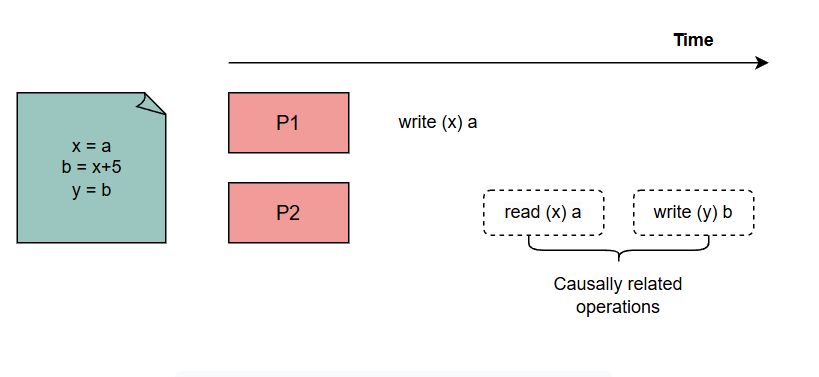 Time
x = a
b = x+5
y = b
P1
write (x) a
P2
read (x) a
write (y) b
Causally related
operations